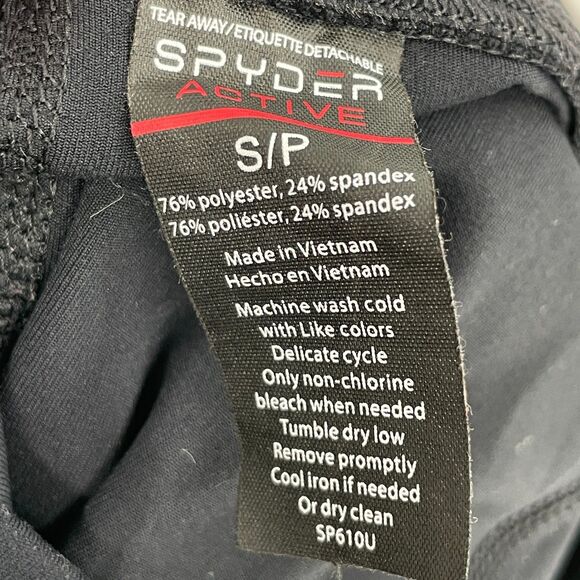 TEAR AWAY/ETIQUETTE DETACHABLE
SPYDER
ACTIVE
S/P
76% polyester, 24% spandex
76% poliéster, 24% spandex
Made in Vietnam
Hecho en Vietnam
Machine wash cold
with Like colors
Delicate cycle
Only non-chlorine
bleach when needed
Tumble dry low
Remove promptly
Cool iron if needed
Or dry clean
SP610U